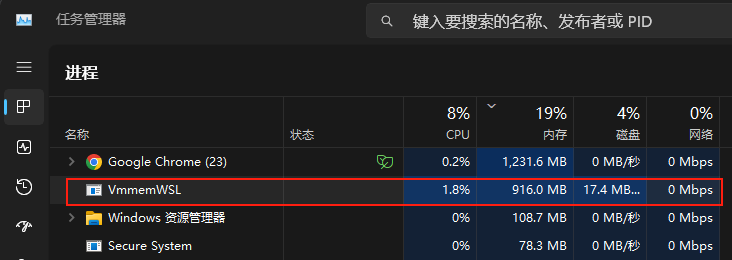 任务管理器
键入要搜索的名称、发布者或 PID
进程
8% 19% 4% 0%
名称 状态 CPU 内存 磁盘 网络
Google Chrome (23) 0.2% 1,231.6 MB 0 MB/秒 0 Mbps
VmmemWSL 1.8% 916.0 MB 17.4 MB... 0 Mbps
Windows 资源管理器 0% 108.7 MB 0 MB/秒 0 Mbps
Secure System 0% 78.3 MB 0 MB/秒 0 Mbps